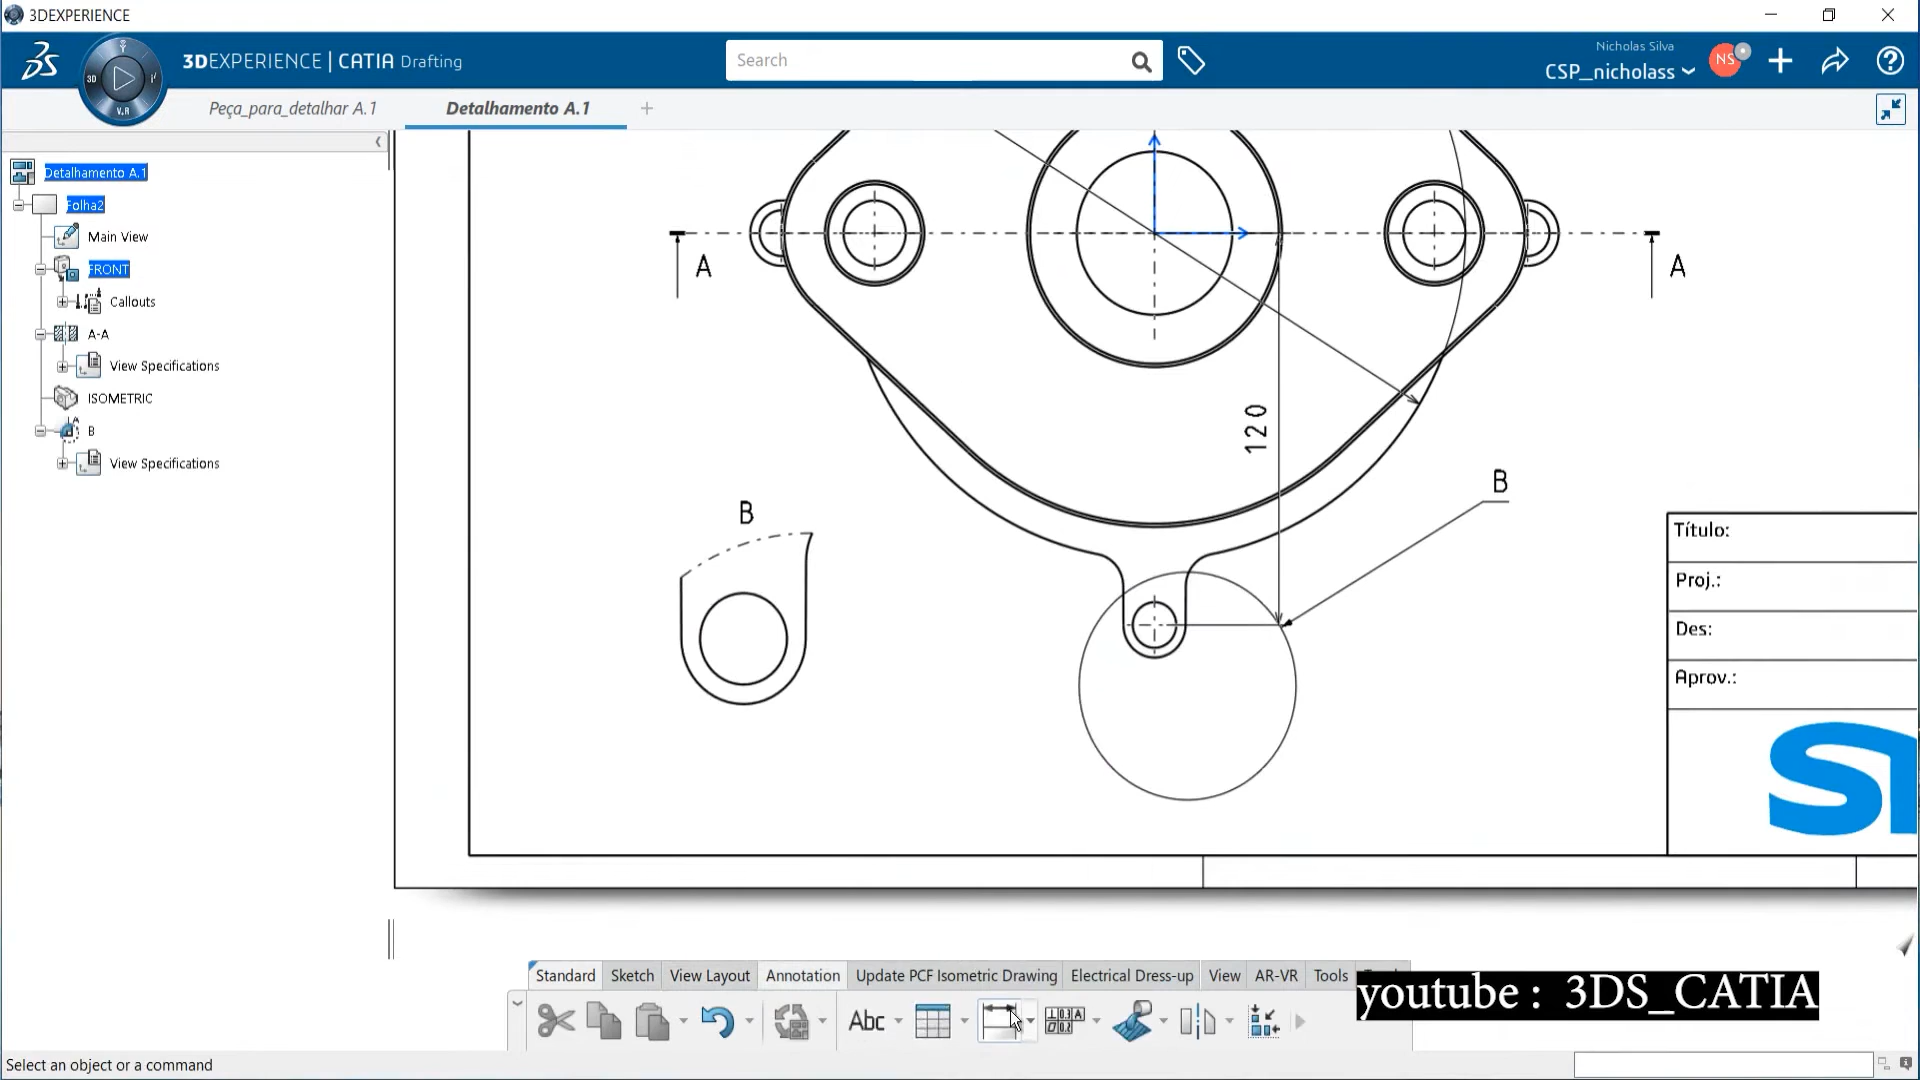 3DEXPERIENCE
3DEXPERIENCE | CATIA Drafting
Search
Nicholas Silva
CSP_nicholass
NS
3D
V.R
Peça_para_detalhar A.1
Detalhamento A.1
Detalhamento A.1
Folha2
Main View
FRONT
Callouts
A-A
View Specifications
ISOMETRIC
B
View Specifications
A
A
120
B
B
Título:
Proj.:
Des:
Aprov.:
Standard
Sketch
View Layout
Annotation
Update PCF Isometric Drawing
Electrical Dress-up
View
AR-VR
Tools
Abc
youtube : 3DS_CATIA
Select an object or a command